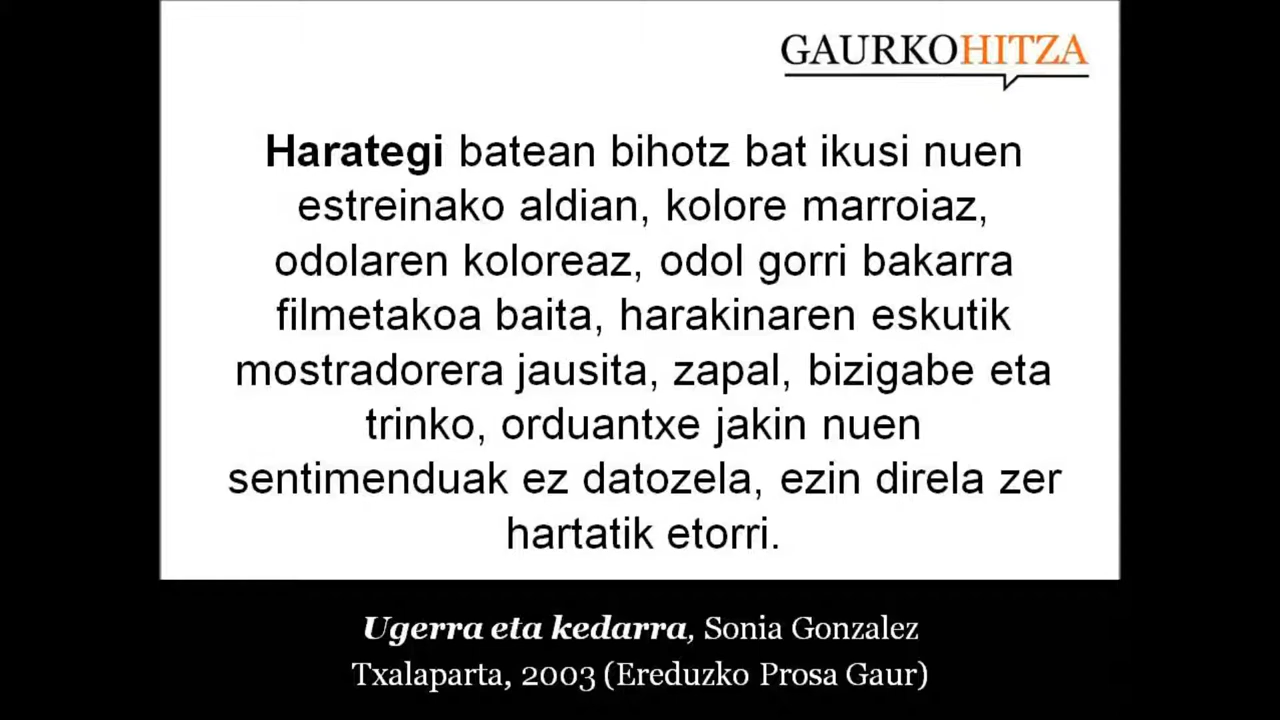 GAURKOHITZA
Harategi batean bihotz bat ikusi nuen
estreinako aldian, kolore marroiaz,
odolaren koloreaz, odol gorri bakarra
filmetakoa baita, harakinaren eskutik
mostradorera jausita, zapal, bizigabe eta
trinko, orduantxe jakin nuen
sentimenduak ez datozela, ezin direla zer
hartatik etorri.
Ugerra eta kedarra, Sonia Gonzalez
Txalaparta, 2003 (Ereduzko Prosa Gaur)